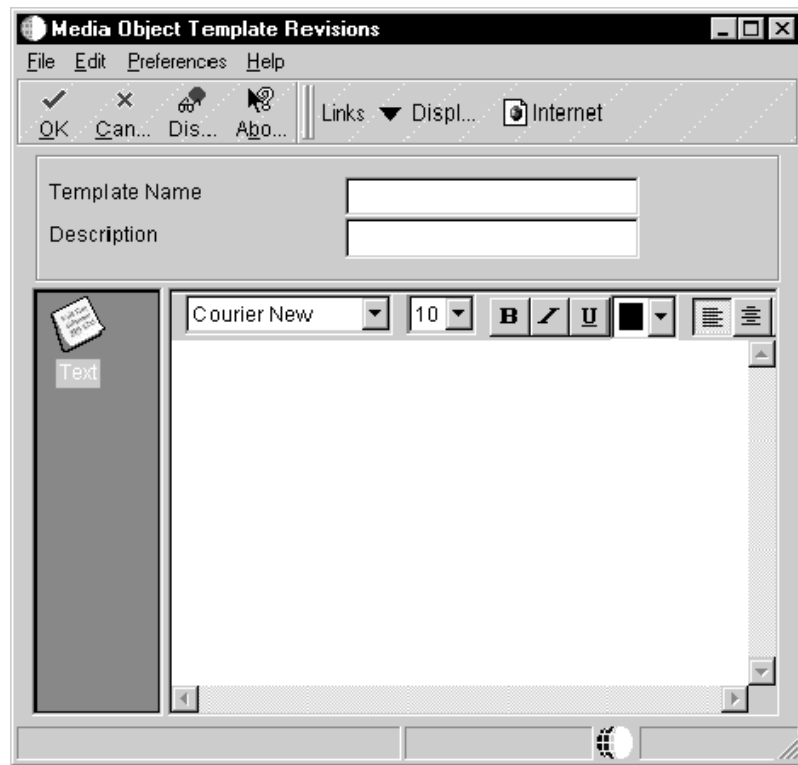 Media Object Template Revisions
File Edit Preferences Help
OK Can... Dis... Abo... Links Displ... Internet
Template Name
Description
Courier New 10 B I U
Text